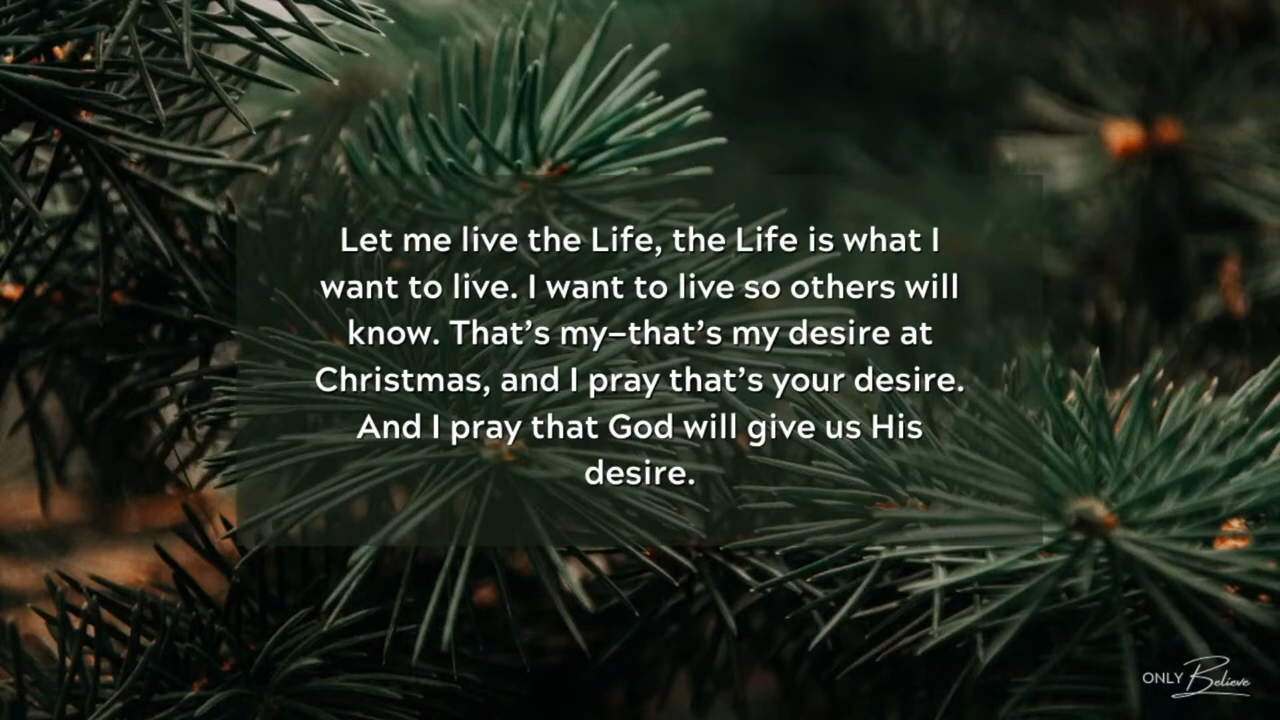 Let me live the Life, the Life is what I
want to live. I want to live so others will
know. That’s my–that’s my desire at
Christmas, and I pray that’s your desire.
And I pray that God will give us His
desire.
ONLY Believe